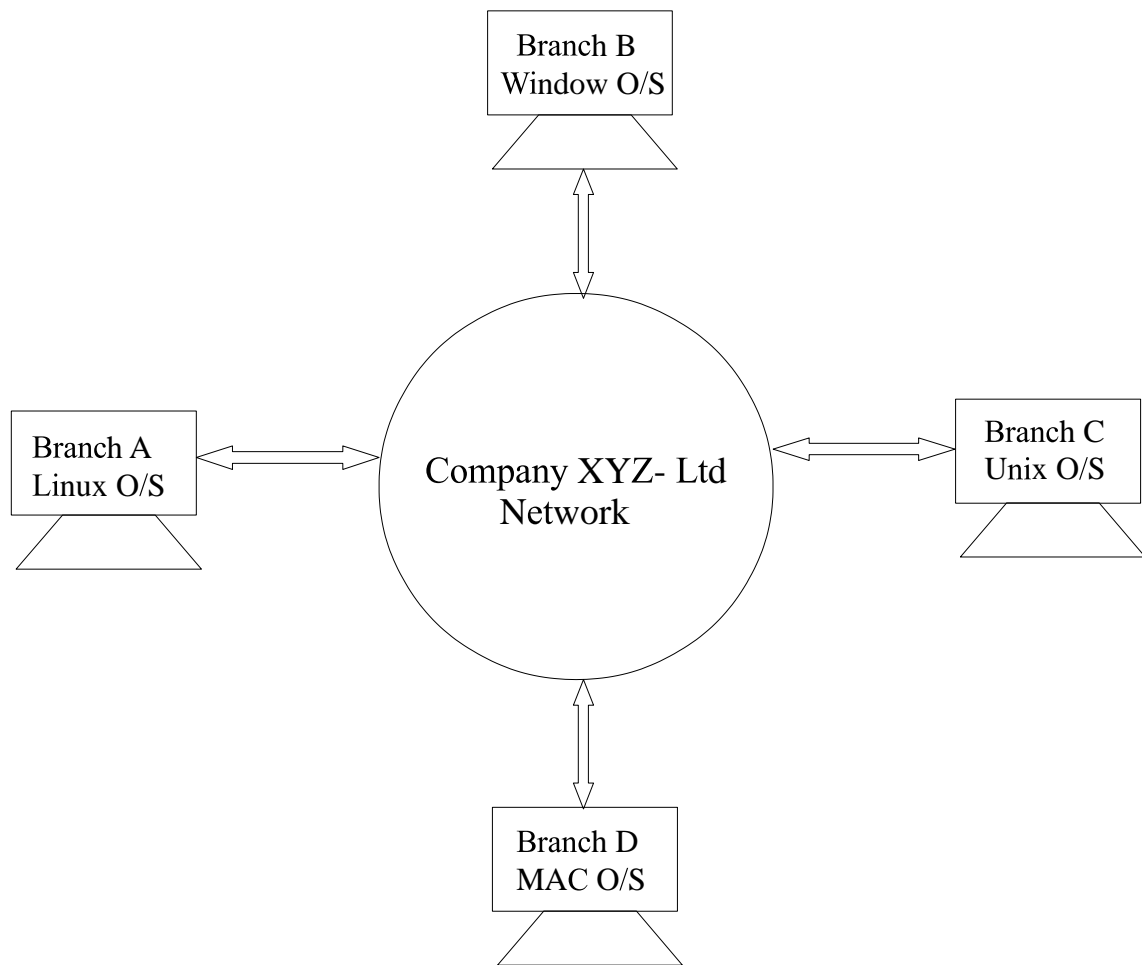 Branch B
Window O/S
Branch A
Linux O/S
Company XYZ- Ltd
Network
Branch C
Unix O/S
Branch D
MAC O/S